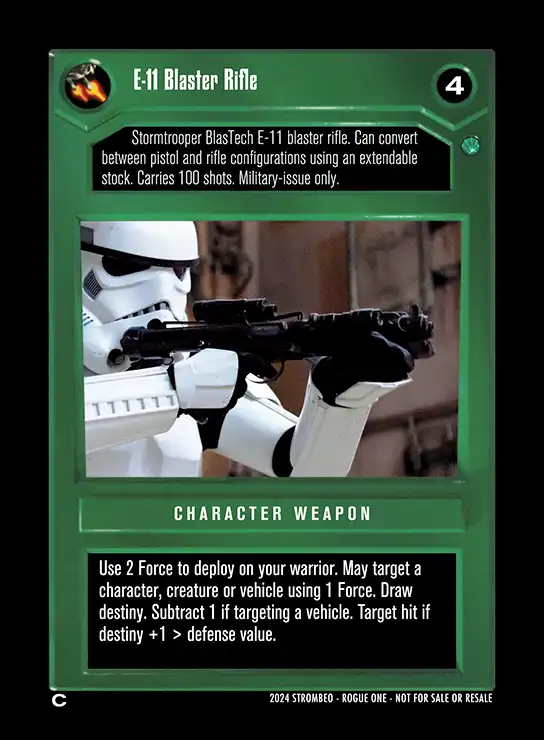 E-11 Blaster Rifle
4
Stormtrooper BlasTech E-11 blaster rifle. Can convert
between pistol and rifle configurations using an extendable
stock. Carries 100 shots. Military-issue only.
CHARACTER WEAPON
Use 2 Force to deploy on your warrior. May target a
character, creature or vehicle using 1 Force. Draw
destiny. Subtract 1 if targeting a vehicle. Target hit if
destiny +1 > defense value.
C
2024 STROMBEO - ROGUE ONE - NOT FOR SALE OR RESALE